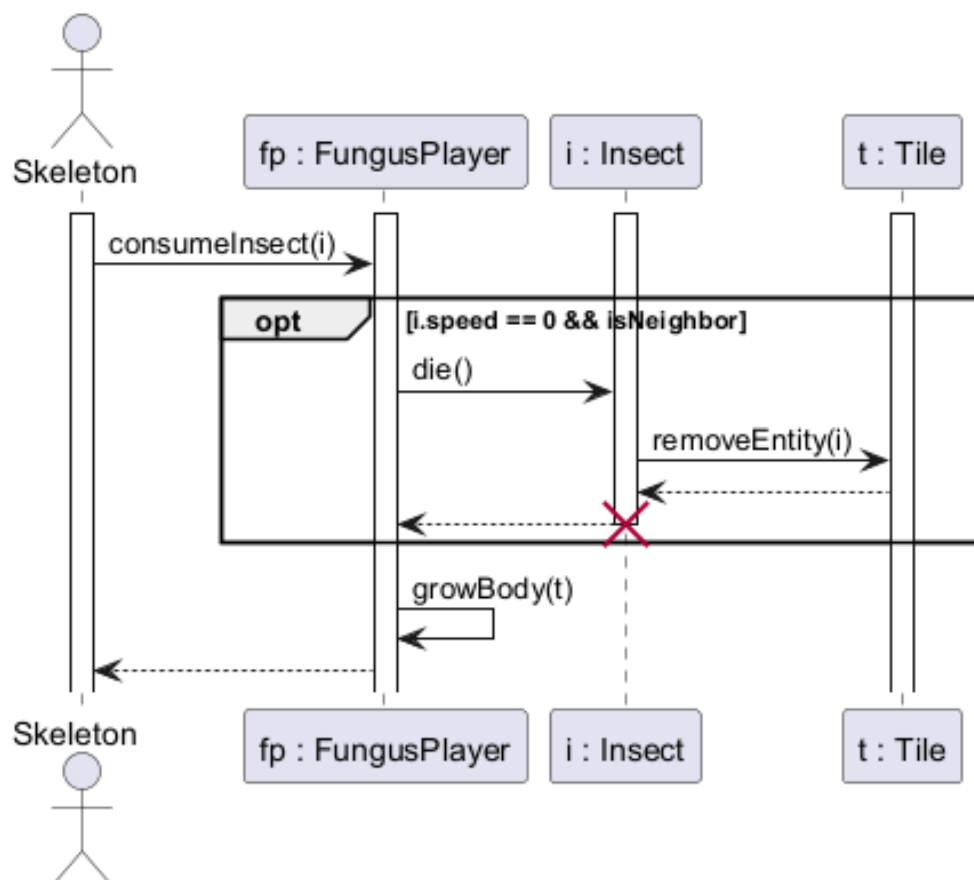 Skeleton
fp : FungusPlayer
i : Insect
t : Tile
consumeInsect(i)
opt
[i.speed == 0 && isNeighbor]
die()
removeEntity(i)
growBody(t)
Skeleton
fp : FungusPlayer
i : Insect
t : Tile